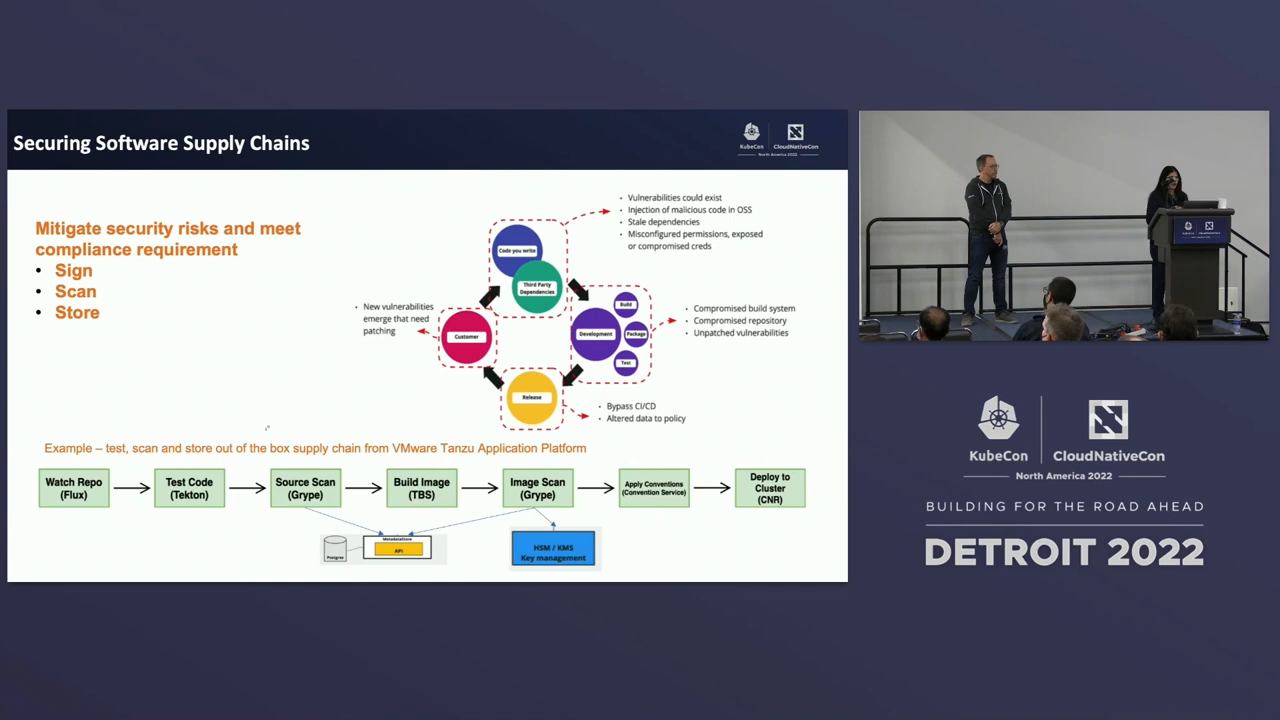 Securing Software Supply Chains
KubeCon
CloudNativeCon
North America 2022
Mitigate security risks and meet
compliance requirement
• Sign
• Scan
• Store
• Vulnerabilities could exist
• Injection of malicious code in OSS
• Stale dependencies
• Misconfigured permissions, exposed
or compromised creds
Code you write
Third Party
Dependencies
• New vulnerabilities
emerge that need
patching
Customer
Development
Build
Package
Test
• Compromised build system
• Compromised repository
• Unpatched vulnerabilities
Release
• Bypass CI/CD
• Altered data to policy
Example – test, scan and store out of the box supply chain from VMware Tanzu Application Platform
Watch Repo
(Flux)
Test Code
(Tekton)
Source Scan
(Grype)
Build Image
(TBS)
Image Scan
(Grype)
Apply Conventions
(Convention Service)
Deploy to
Cluster
(CNR)
Postgres
MetadataStore
API
HSM / KMS
Key management
KubeCon
CloudNativeCon
North America 2022
BUILDING FOR THE ROAD AHEAD
DETROIT 2022